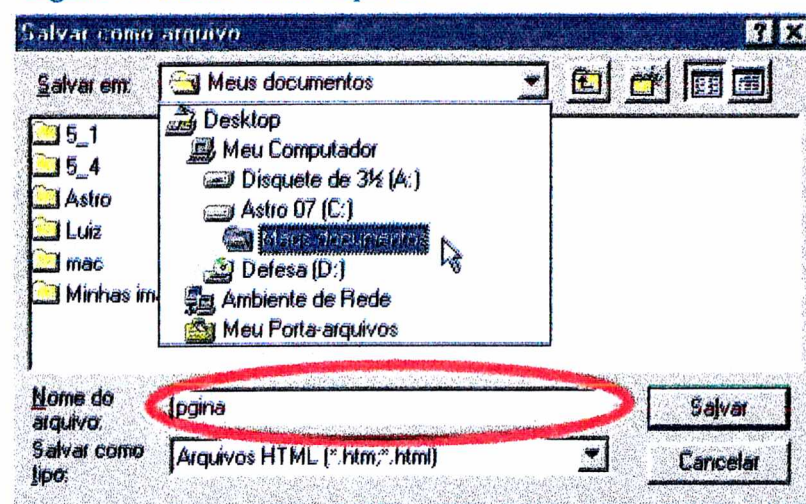 Salvar como arquivo
Salvar em:
Meus documentos
Desktop
Meu Computador
Disquete de 3½ (A:)
Astro 07 (C:)
Meus documentos
Defesa (D:)
Ambiente de Rede
Meu Porta-arquivos
5_1
5_4
Astro
Luiz
mac
Minhas im
Nome do arquivo:
pgina
Salvar
Salvar como tipo:
Arquivos HTML (*.htm;*.html)
Cancelar